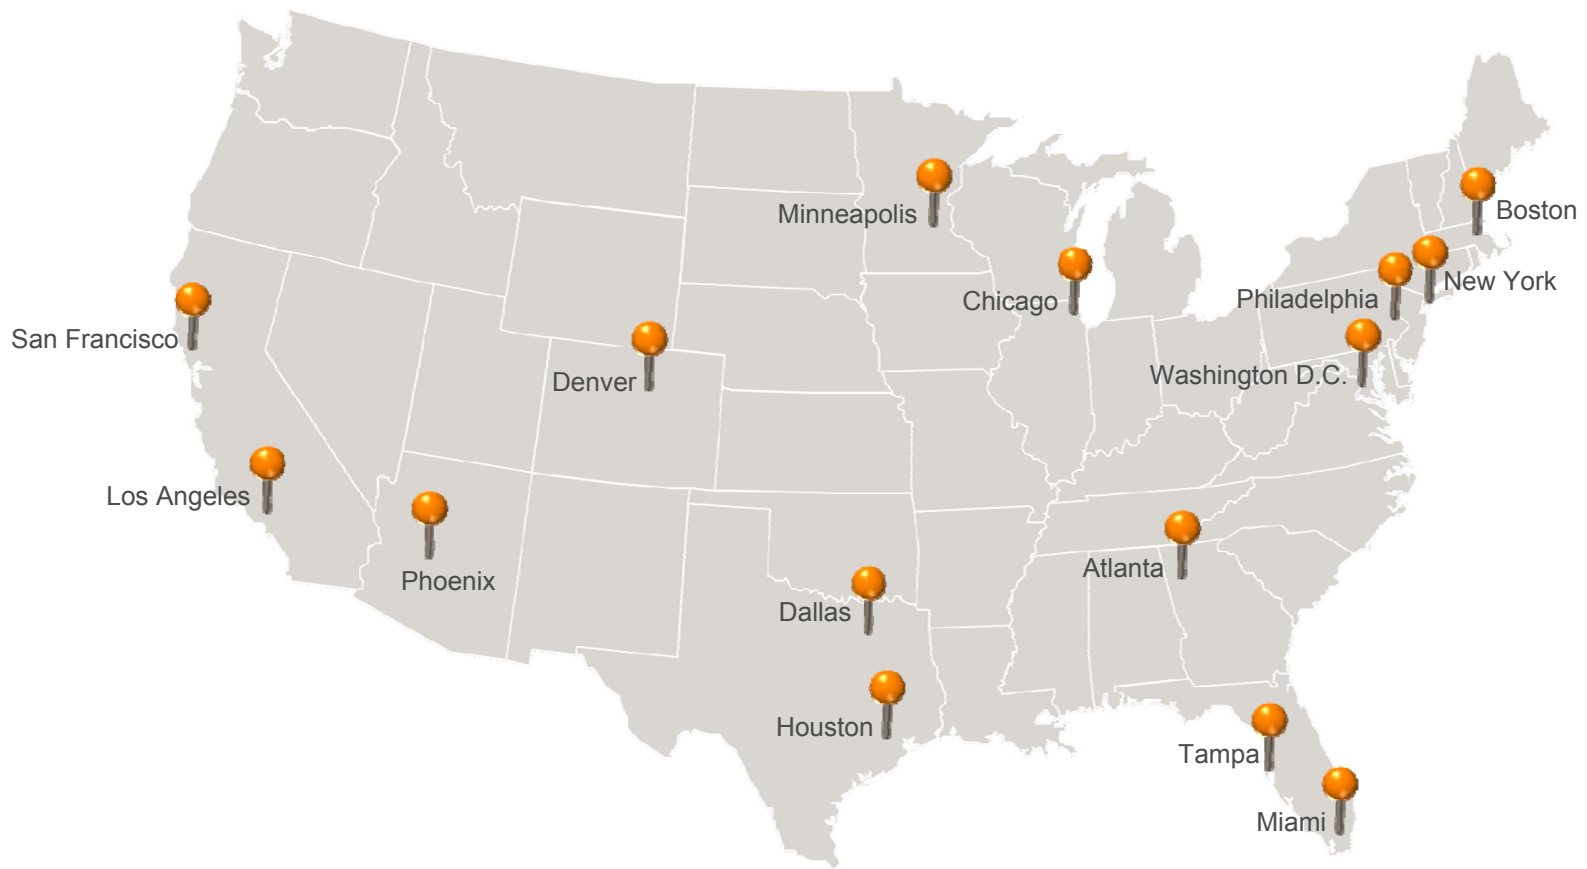 Boston
Minneapolis
New York
Chicago
Philadelphia
San Francisco
Washington D.C.
Denver
Los Angeles
Atlanta
Phoenix
Dallas
Houston
Tampa
Miami